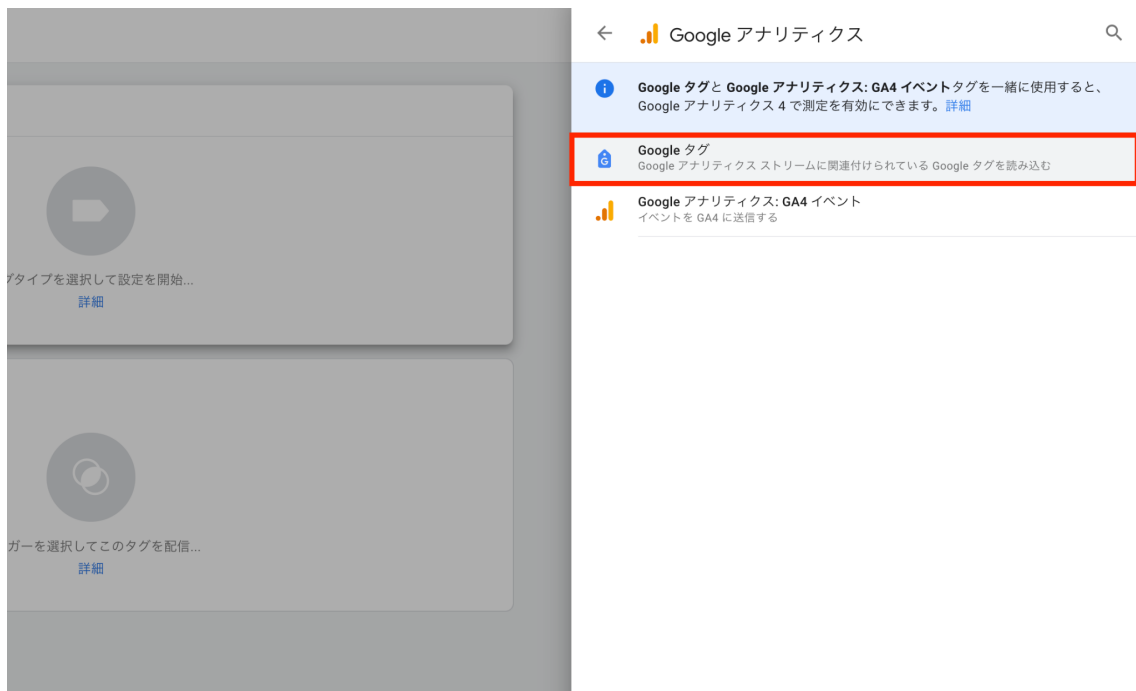 Google アナリティクス
Google タグと Google アナリティクス: GA4 イベントタグを一緒に使用すると、
Google アナリティクス 4 で測定を有効にできます。詳細
Google タグ
Google アナリティクス ストリームに関連付けられている Google タグを読み込む
Google アナリティクス: GA4 イベント
イベントを GA4 に送信する
グタイプを選択して設定を開始...
詳細
ガーを選択してこのタグを配信...
詳細